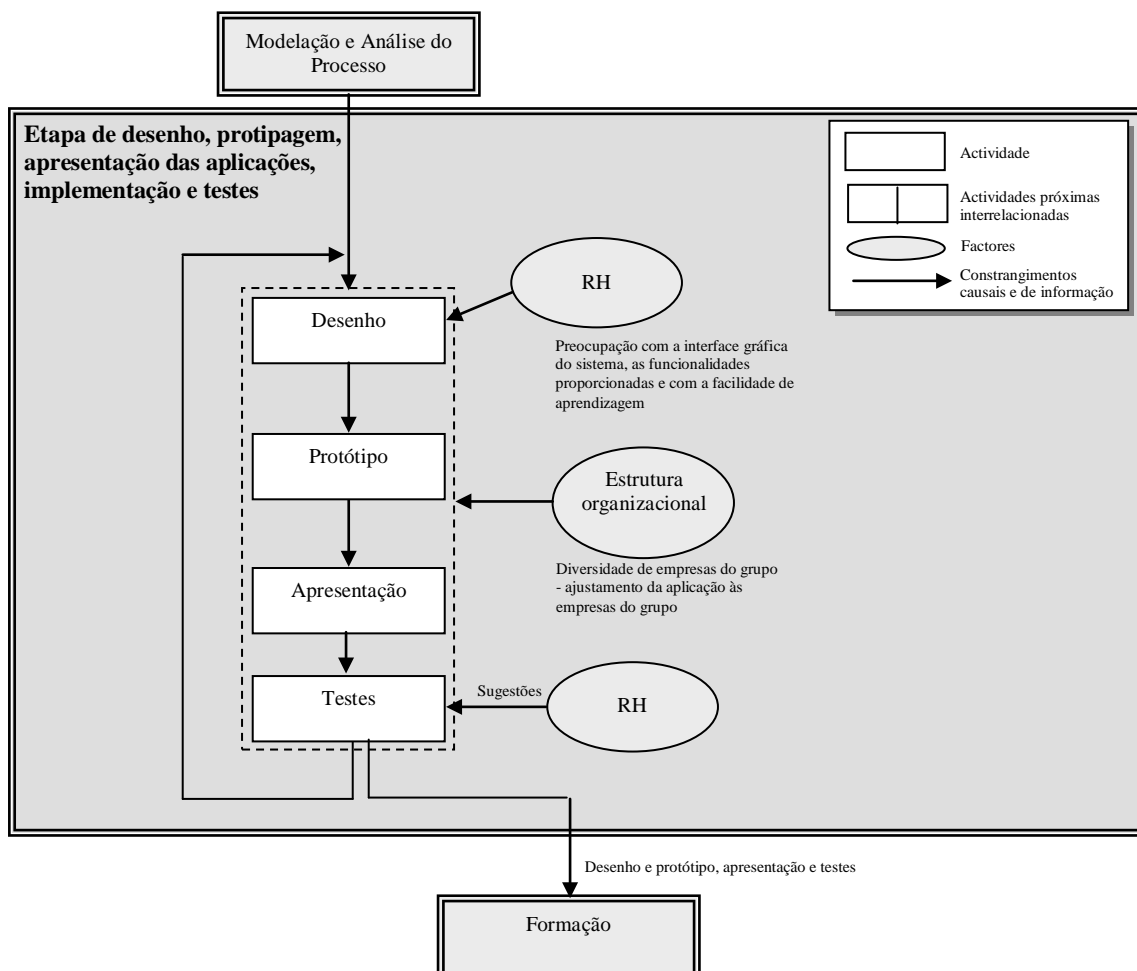 Modelação e Análise do
Processo
Etapa de desenho, protipagem,
apresentação das aplicações,
implementação e testes
Actividade
Actividades próximas
interrelacionadas
Factores
Constrangimentos
causais e de informação
RH
Desenho
Preocupação com a interface gráfica
do sistema, as funcionalidades
proporcionadas e com a facilidade de
aprendizagem
Protótipo
Estrutura
organizacional
Diversidade de empresas do grupo
- ajustamento da aplicação às
empresas do grupo
Apresentação
Testes
Sugestões
RH
Desenho e protótipo, apresentação e testes
Formação